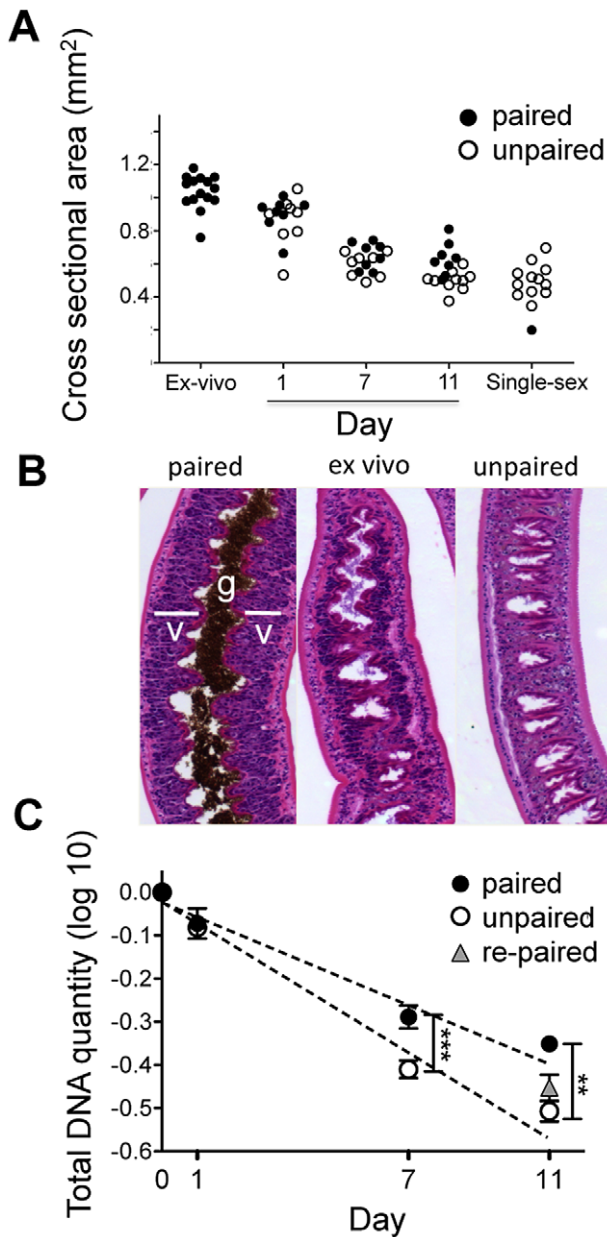 A
Cross sectional area (mm²)
paired
unpaired
1.2
0.8
0.4
Ex-vivo
1
7
11
Single-sex
Day
B
paired
ex vivo
unpaired
g
v
v
C
Total DNA quantity (log 10)
paired
unpaired
re-paired
0.0
-0.1
-0.2
-0.3
-0.4
-0.5
-0.6
***
**
0
1
7
11
Day